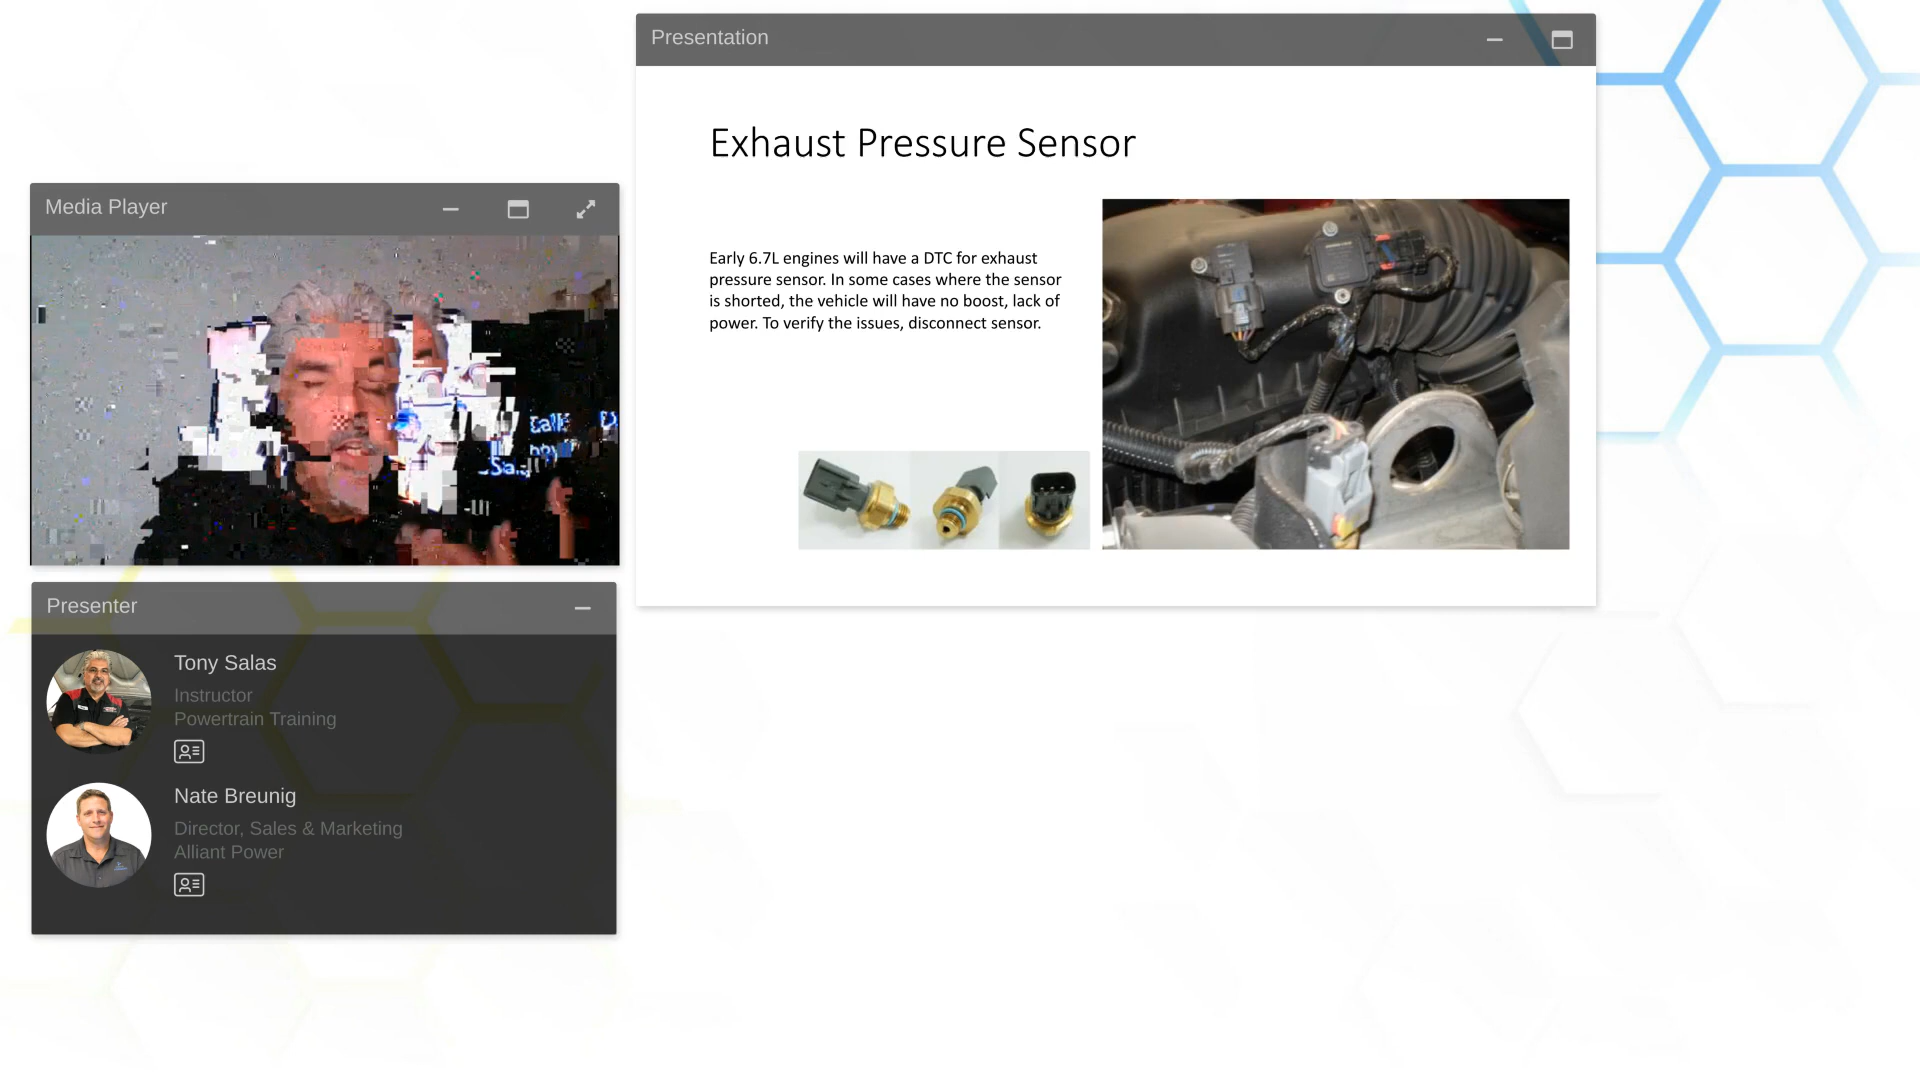 Presentation
Exhaust Pressure Sensor
Early 6.7L engines will have a DTC for exhaust
pressure sensor. In some cases where the sensor
is shorted, the vehicle will have no boost, lack of
power. To verify the issues, disconnect sensor.
Media Player
Presenter
Tony Salas
Instructor
Powertrain Training
Nate Breunig
Director, Sales & Marketing
Alliant Power